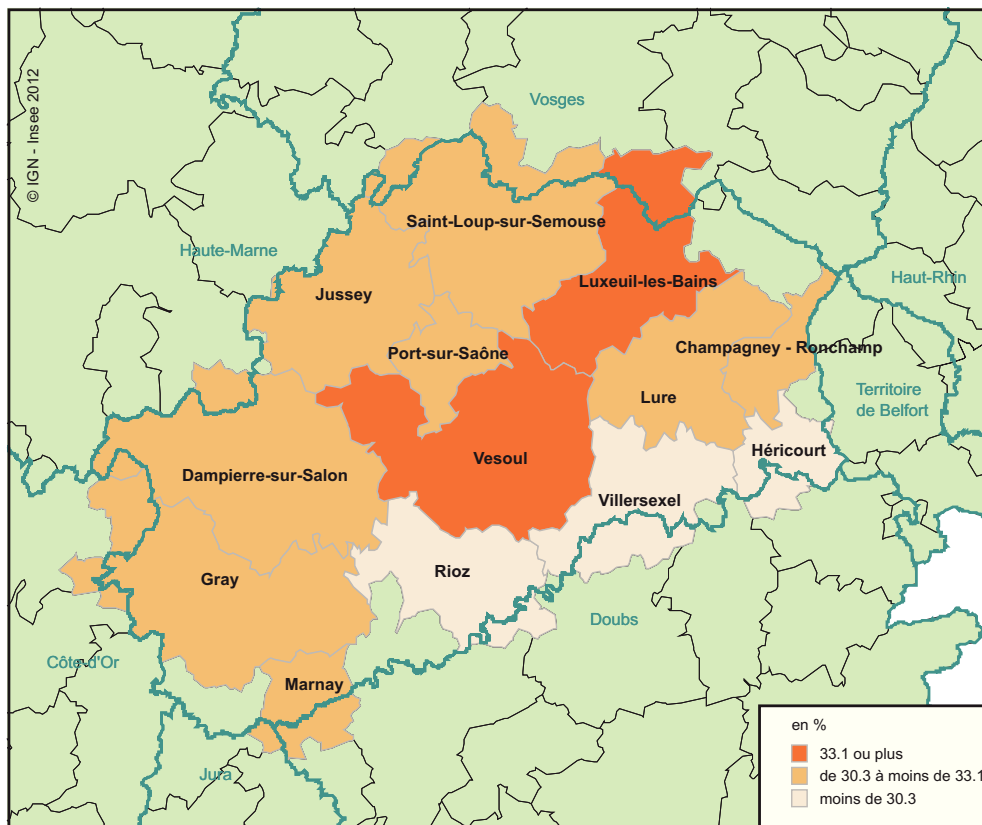 © IGN - Insee 2012
Vosges
Saint-Loup-sur-Semouse
Haute-Marne
Luxeuil-les-Bains
Haut-Rhin
Jussey
Port-sur-Saône
Champagney - Ronchamp
Territoire
de Belfort
Lure
Héricourt
Vesoul
Dampierre-sur-Salon
Villersexel
Rioz
Gray
Doubs
Côte-d'Or
Marnay
Jura
en %
33.1 ou plus
de 30.3 à moins de 33.1
moins de 30.3